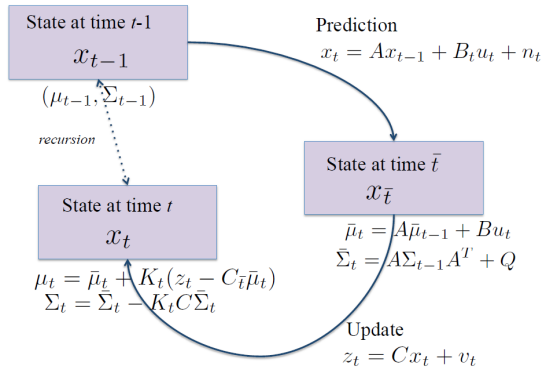 State at time t-1
x_{t−1}
(μ_{t−1}, Σ_{t−1})
Prediction
x_t = Ax_{t−1} + B_t u_t + n_t
recursion
State at time t̄
x_{t̄}
μ̄_t = Aμ̄_{t−1} + Bu_t
Σ̄_t = AΣ_{t−1}A^T + Q
State at time t
x_t
μ_t = μ̄_t + K_t(z_t − C_{t̄}μ̄_t)
Σ_t = Σ̄_t − K_tCΣ̄_t
Update
z_t = Cx_t + v_t